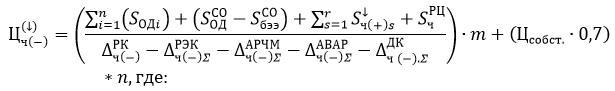 Ц_{ч(−)}^{(↓)} = ( (∑_{i=1}^{n}(S_{ОДi}) + (S_{ОД}^{СО} − S_{бээ}^{СО}) + ∑_{s=1}^{r} S_{ч(+)s}^{↓} + S_{ч}^{РЦ}) / (Δ_{ч(−)}^{РК} − Δ_{ч(−)Σ}^{РЭК} − Δ_{ч(−)Σ}^{АРЧМ} − Δ_{ч(−)Σ}^{АВАР} − Δ_{ч (−).Σ}^{ДК}) ) · m + (Ц_{собст.} · 0,7)
* n, где: